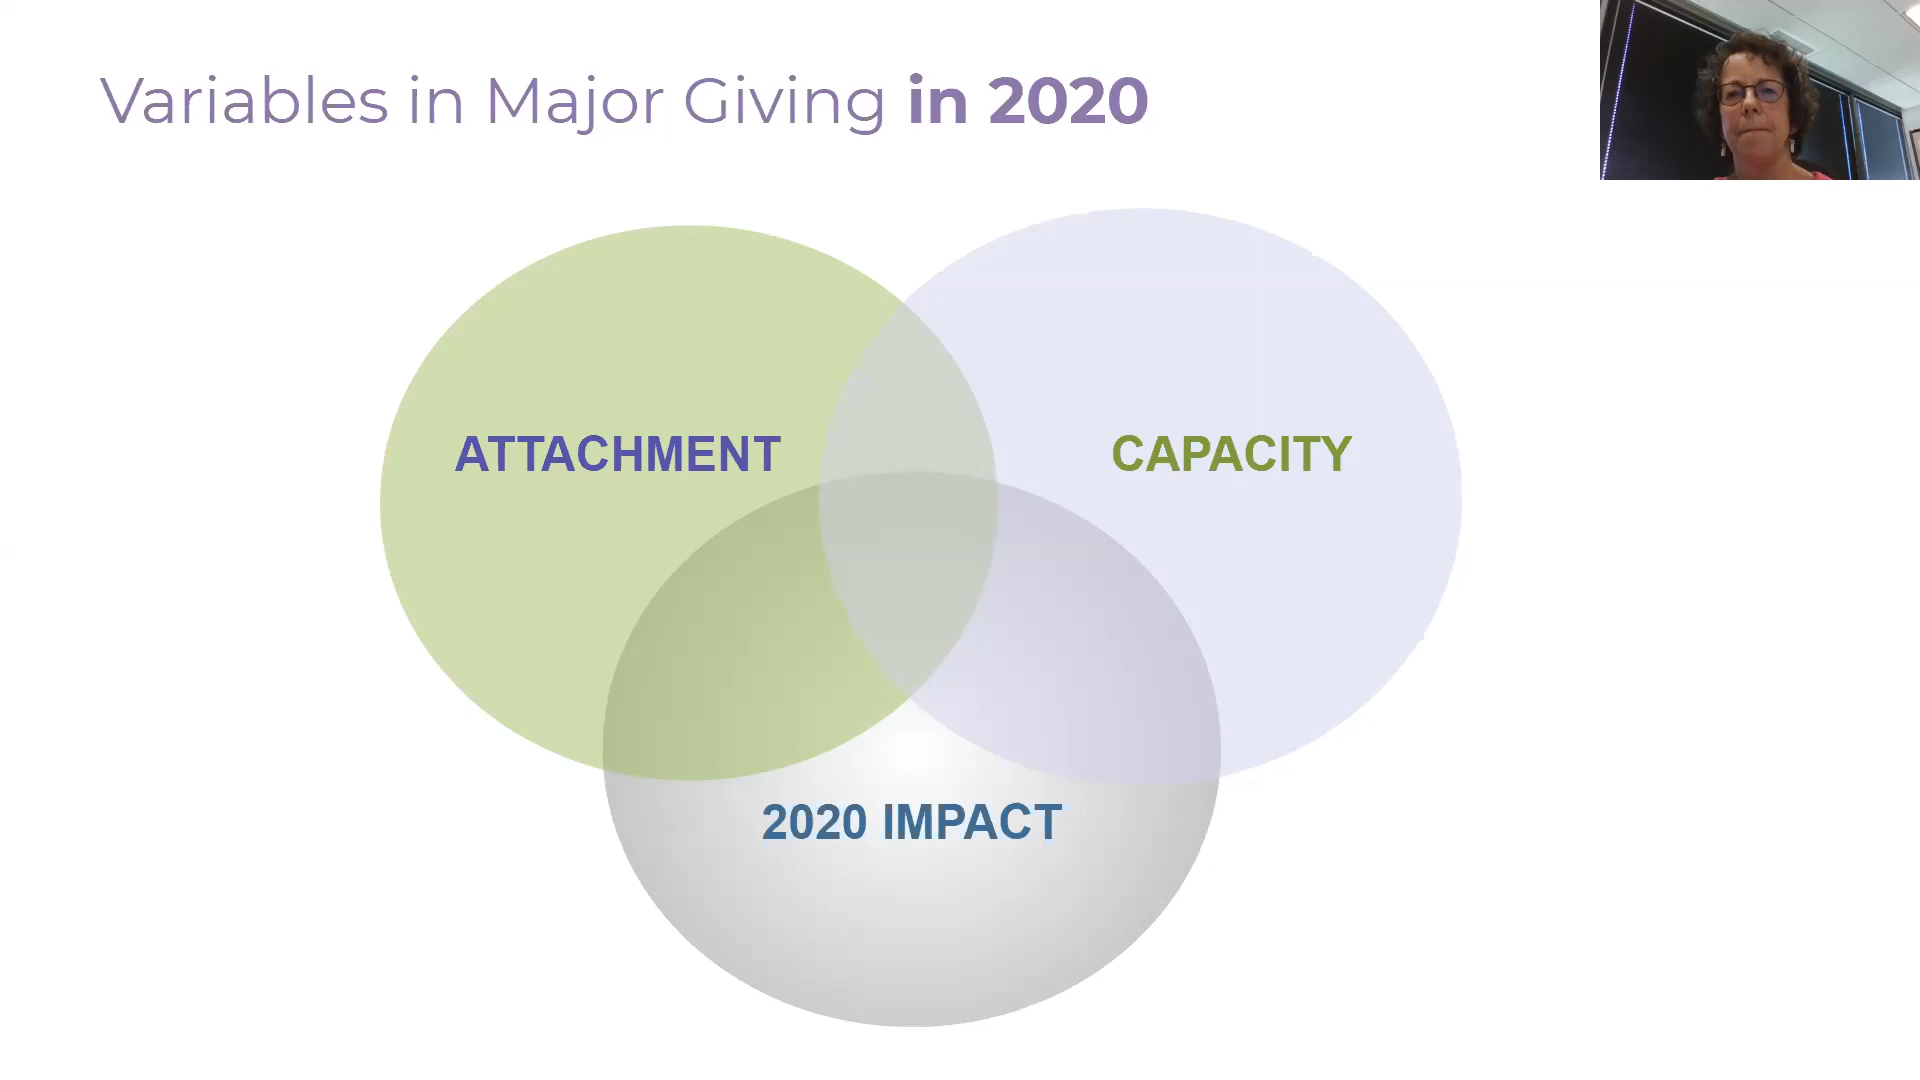 Variables in Major Giving in 2020
ATTACHMENT
CAPACITY
2020 IMPACT